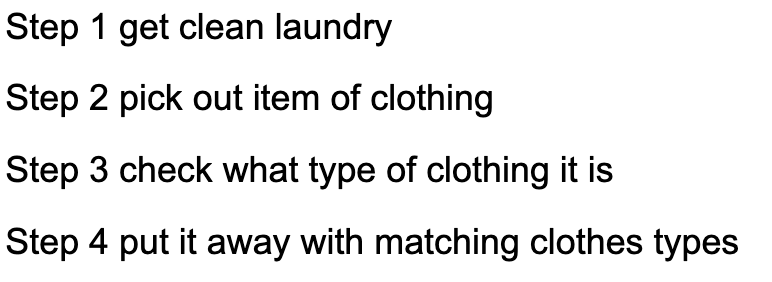 Step 1 get clean laundry
Step 2 pick out item of clothing
Step 3 check what type of clothing it is
Step 4 put it away with matching clothes types